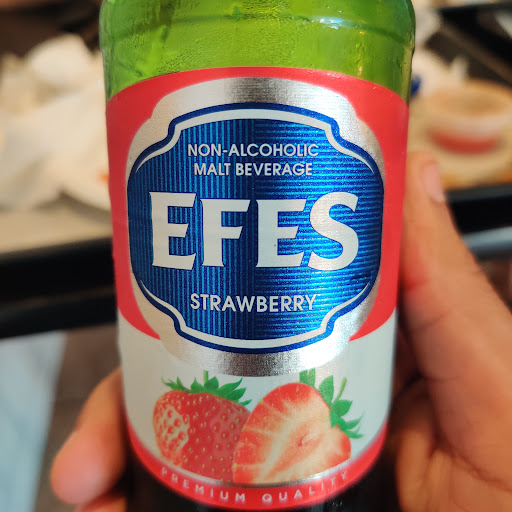 NON-ALCOHOLIC
MALT BEVERAGE
EFES
STRAWBERRY
PREMIUM QUALITY